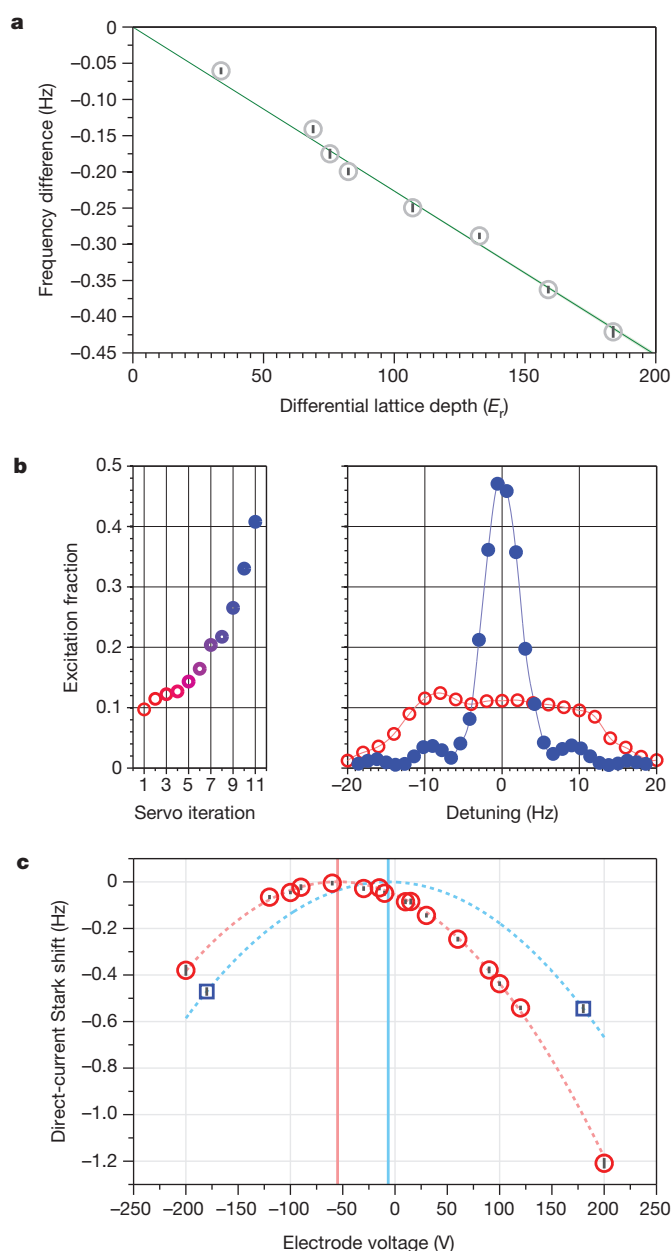 a
0
−0.05
−0.10
−0.15
−0.20
−0.25
−0.30
−0.35
−0.40
−0.45
Frequency difference (Hz)
0 50 100 150 200
Differential lattice depth (Er)
b
0.5
0.4
0.3
0.2
0.1
0
Excitation fraction
1 3 5 7 9 11
Servo iteration
−20 −10 0 10 20
Detuning (Hz)
c
0
−0.2
−0.4
−0.6
−0.8
−1.0
−1.2
Direct-current Stark shift (Hz)
−250 −200 −150 −100 −50 0 50 100 150 200 250
Electrode voltage (V)